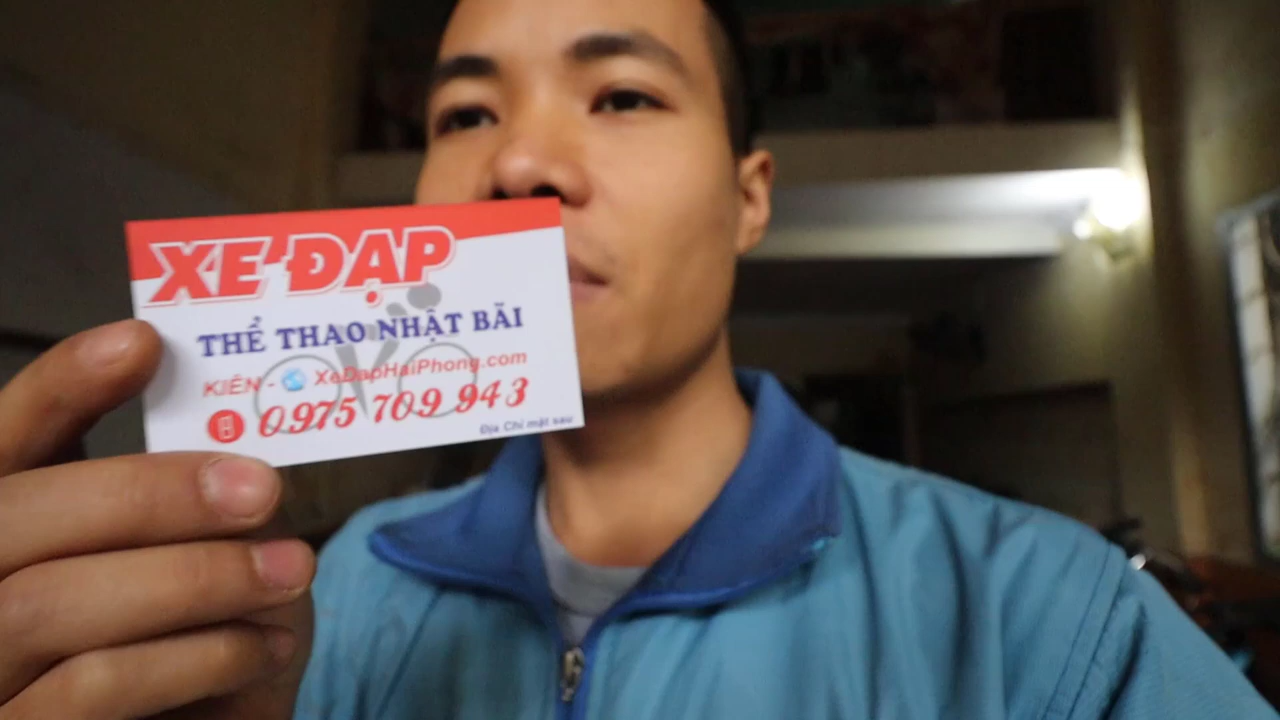 XE ĐẠP
THỂ THAO NHẬT BÃI
KIÊN - XeDapHaiPhong.com
0975 709 943
Địa Chỉ mặt sau